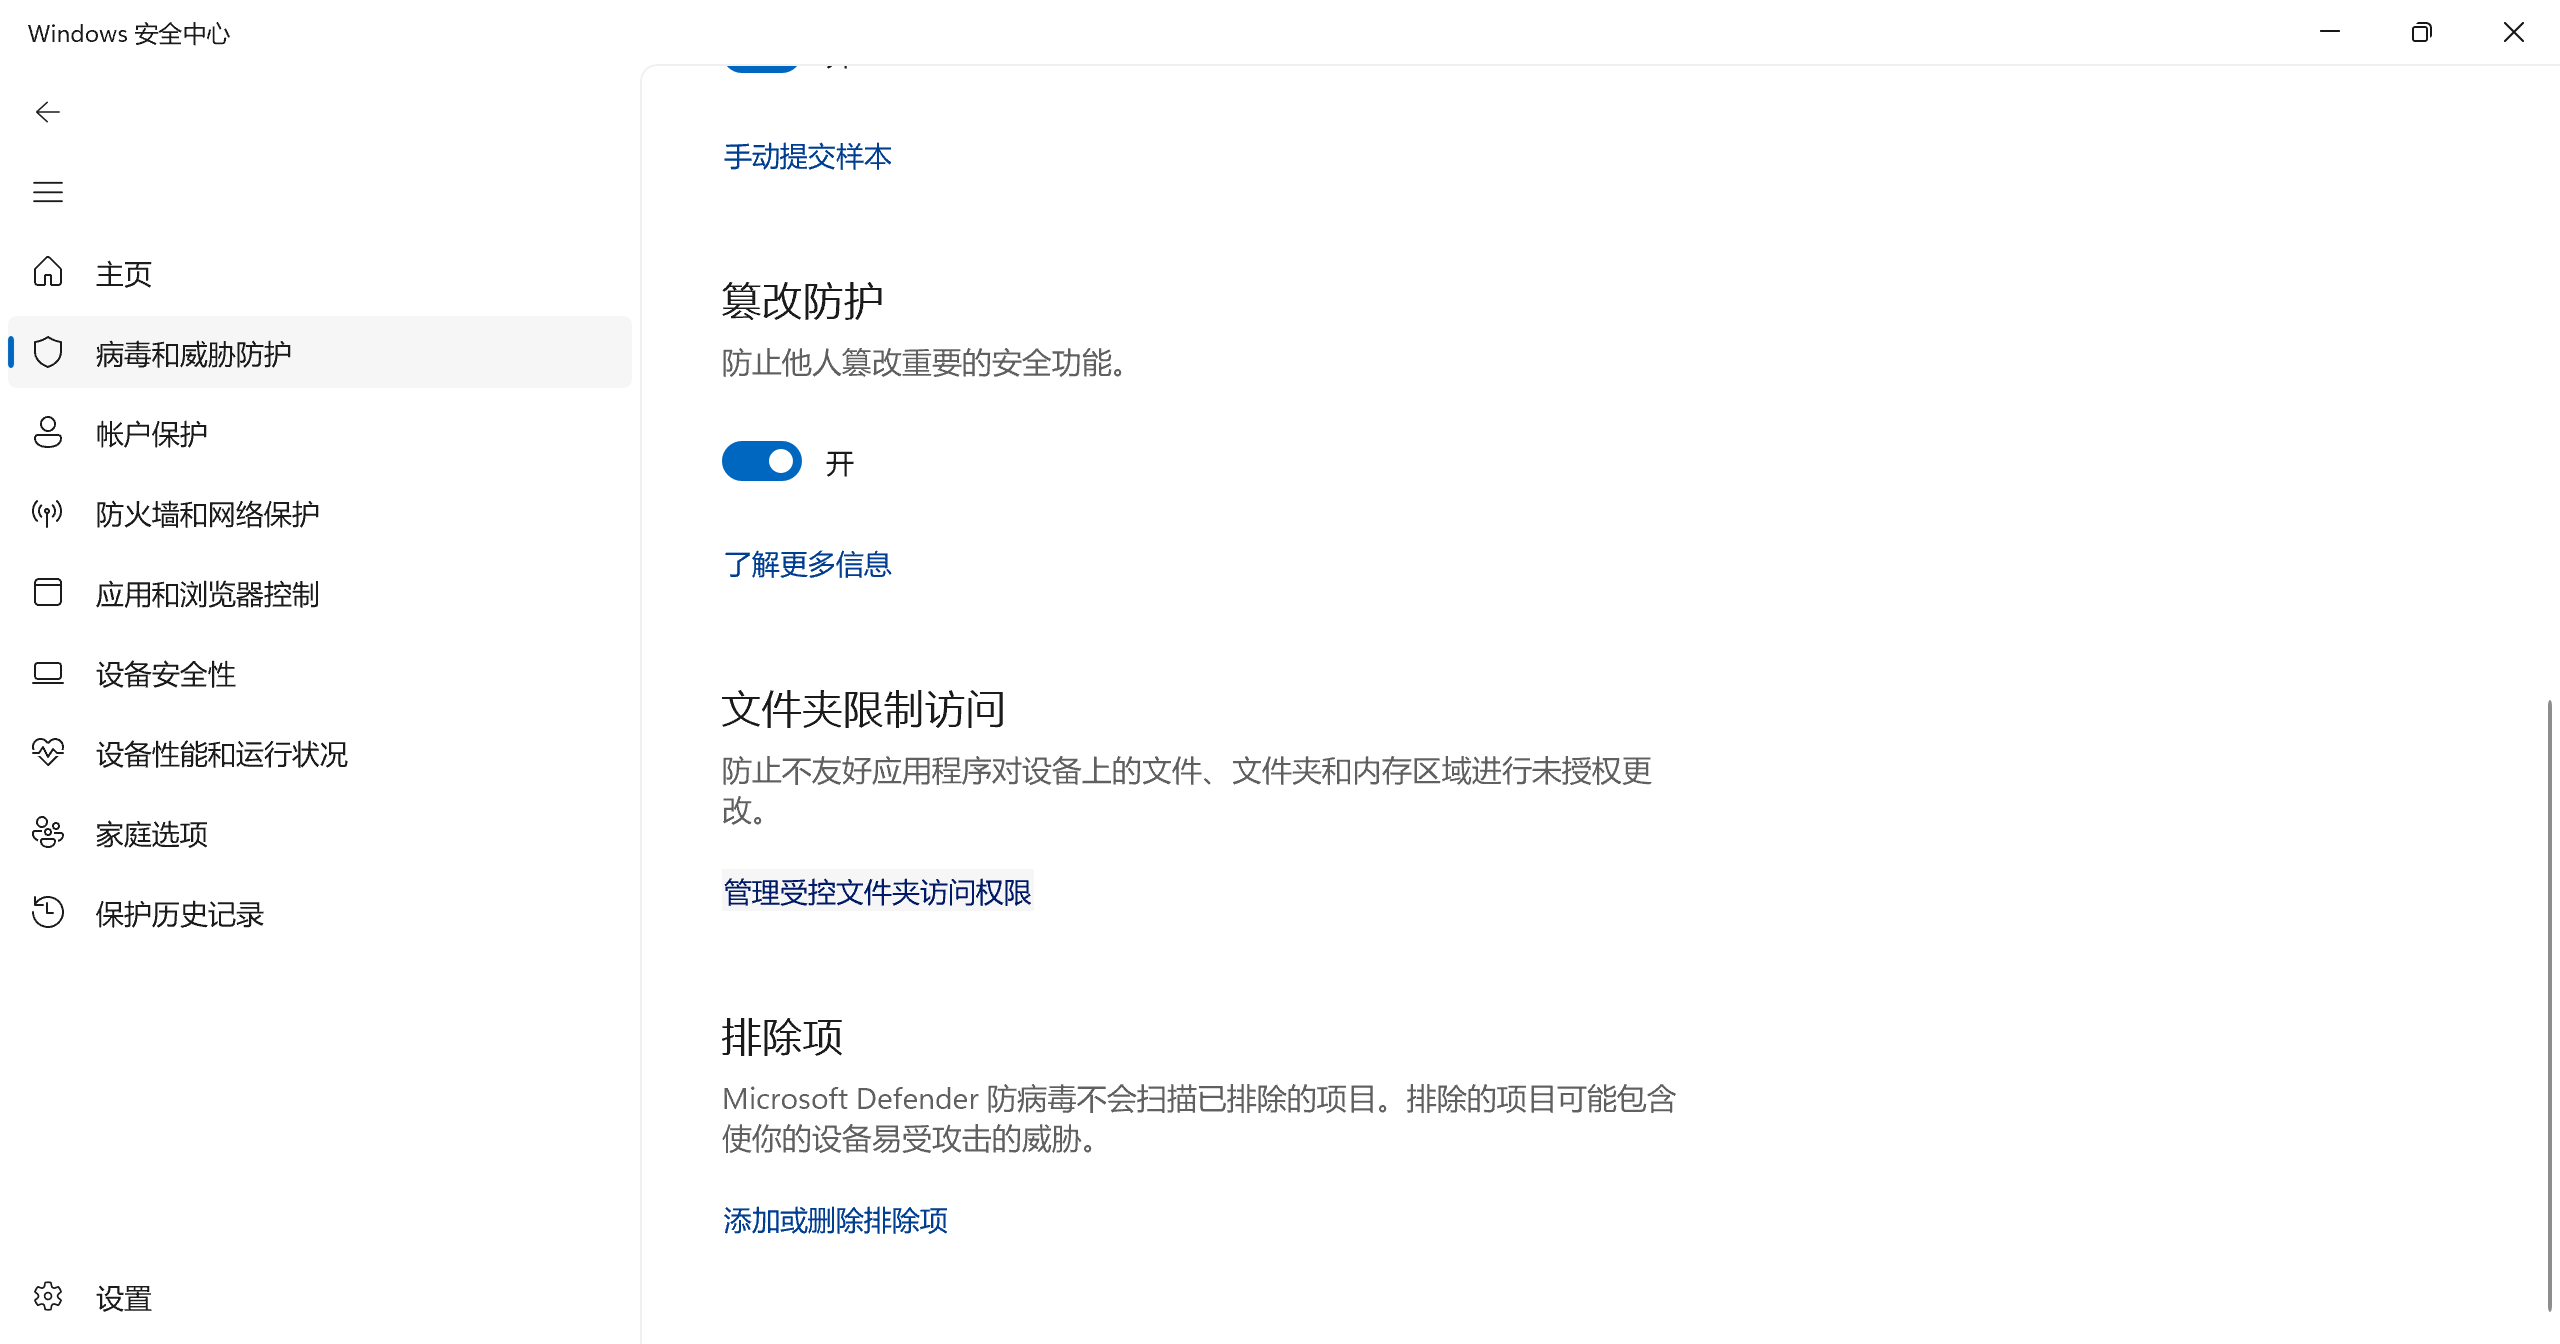 Windows 安全中心
主页
病毒和威胁防护
帐户保护
防火墙和网络保护
应用和浏览器控制
设备安全性
设备性能和运行状况
家庭选项
保护历史记录
设置
手动提交样本
篡改防护
防止他人篡改重要的安全功能。
开
了解更多信息
文件夹限制访问
防止不友好应用程序对设备上的文件、文件夹和内存区域进行未授权更
改。
管理受控文件夹访问权限
排除项
Microsoft Defender 防病毒不会扫描已排除的项目。排除的项目可能包含
使你的设备易受攻击的威胁。
添加或删除排除项